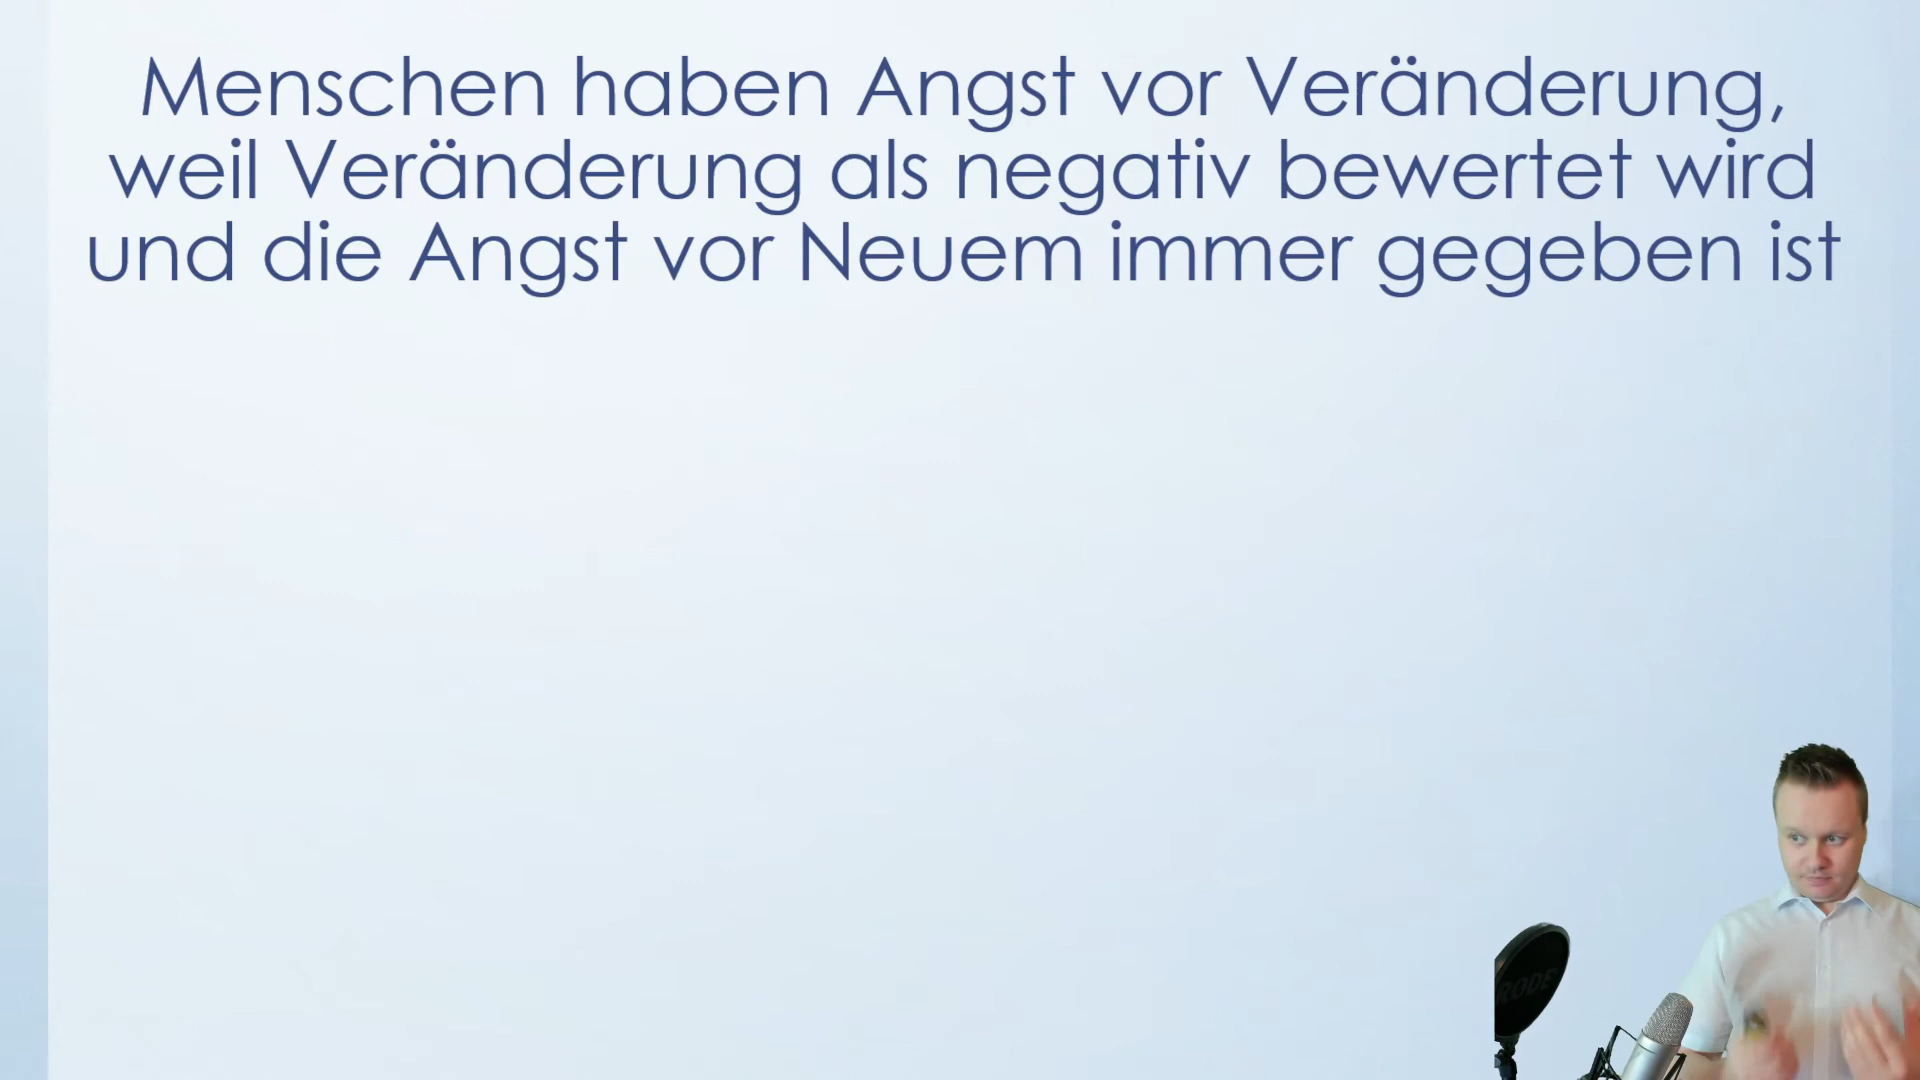 Menschen haben Angst vor Veränderung,
weil Veränderung als negativ bewertet wird
und die Angst vor Neuem immer gegeben ist
RODE